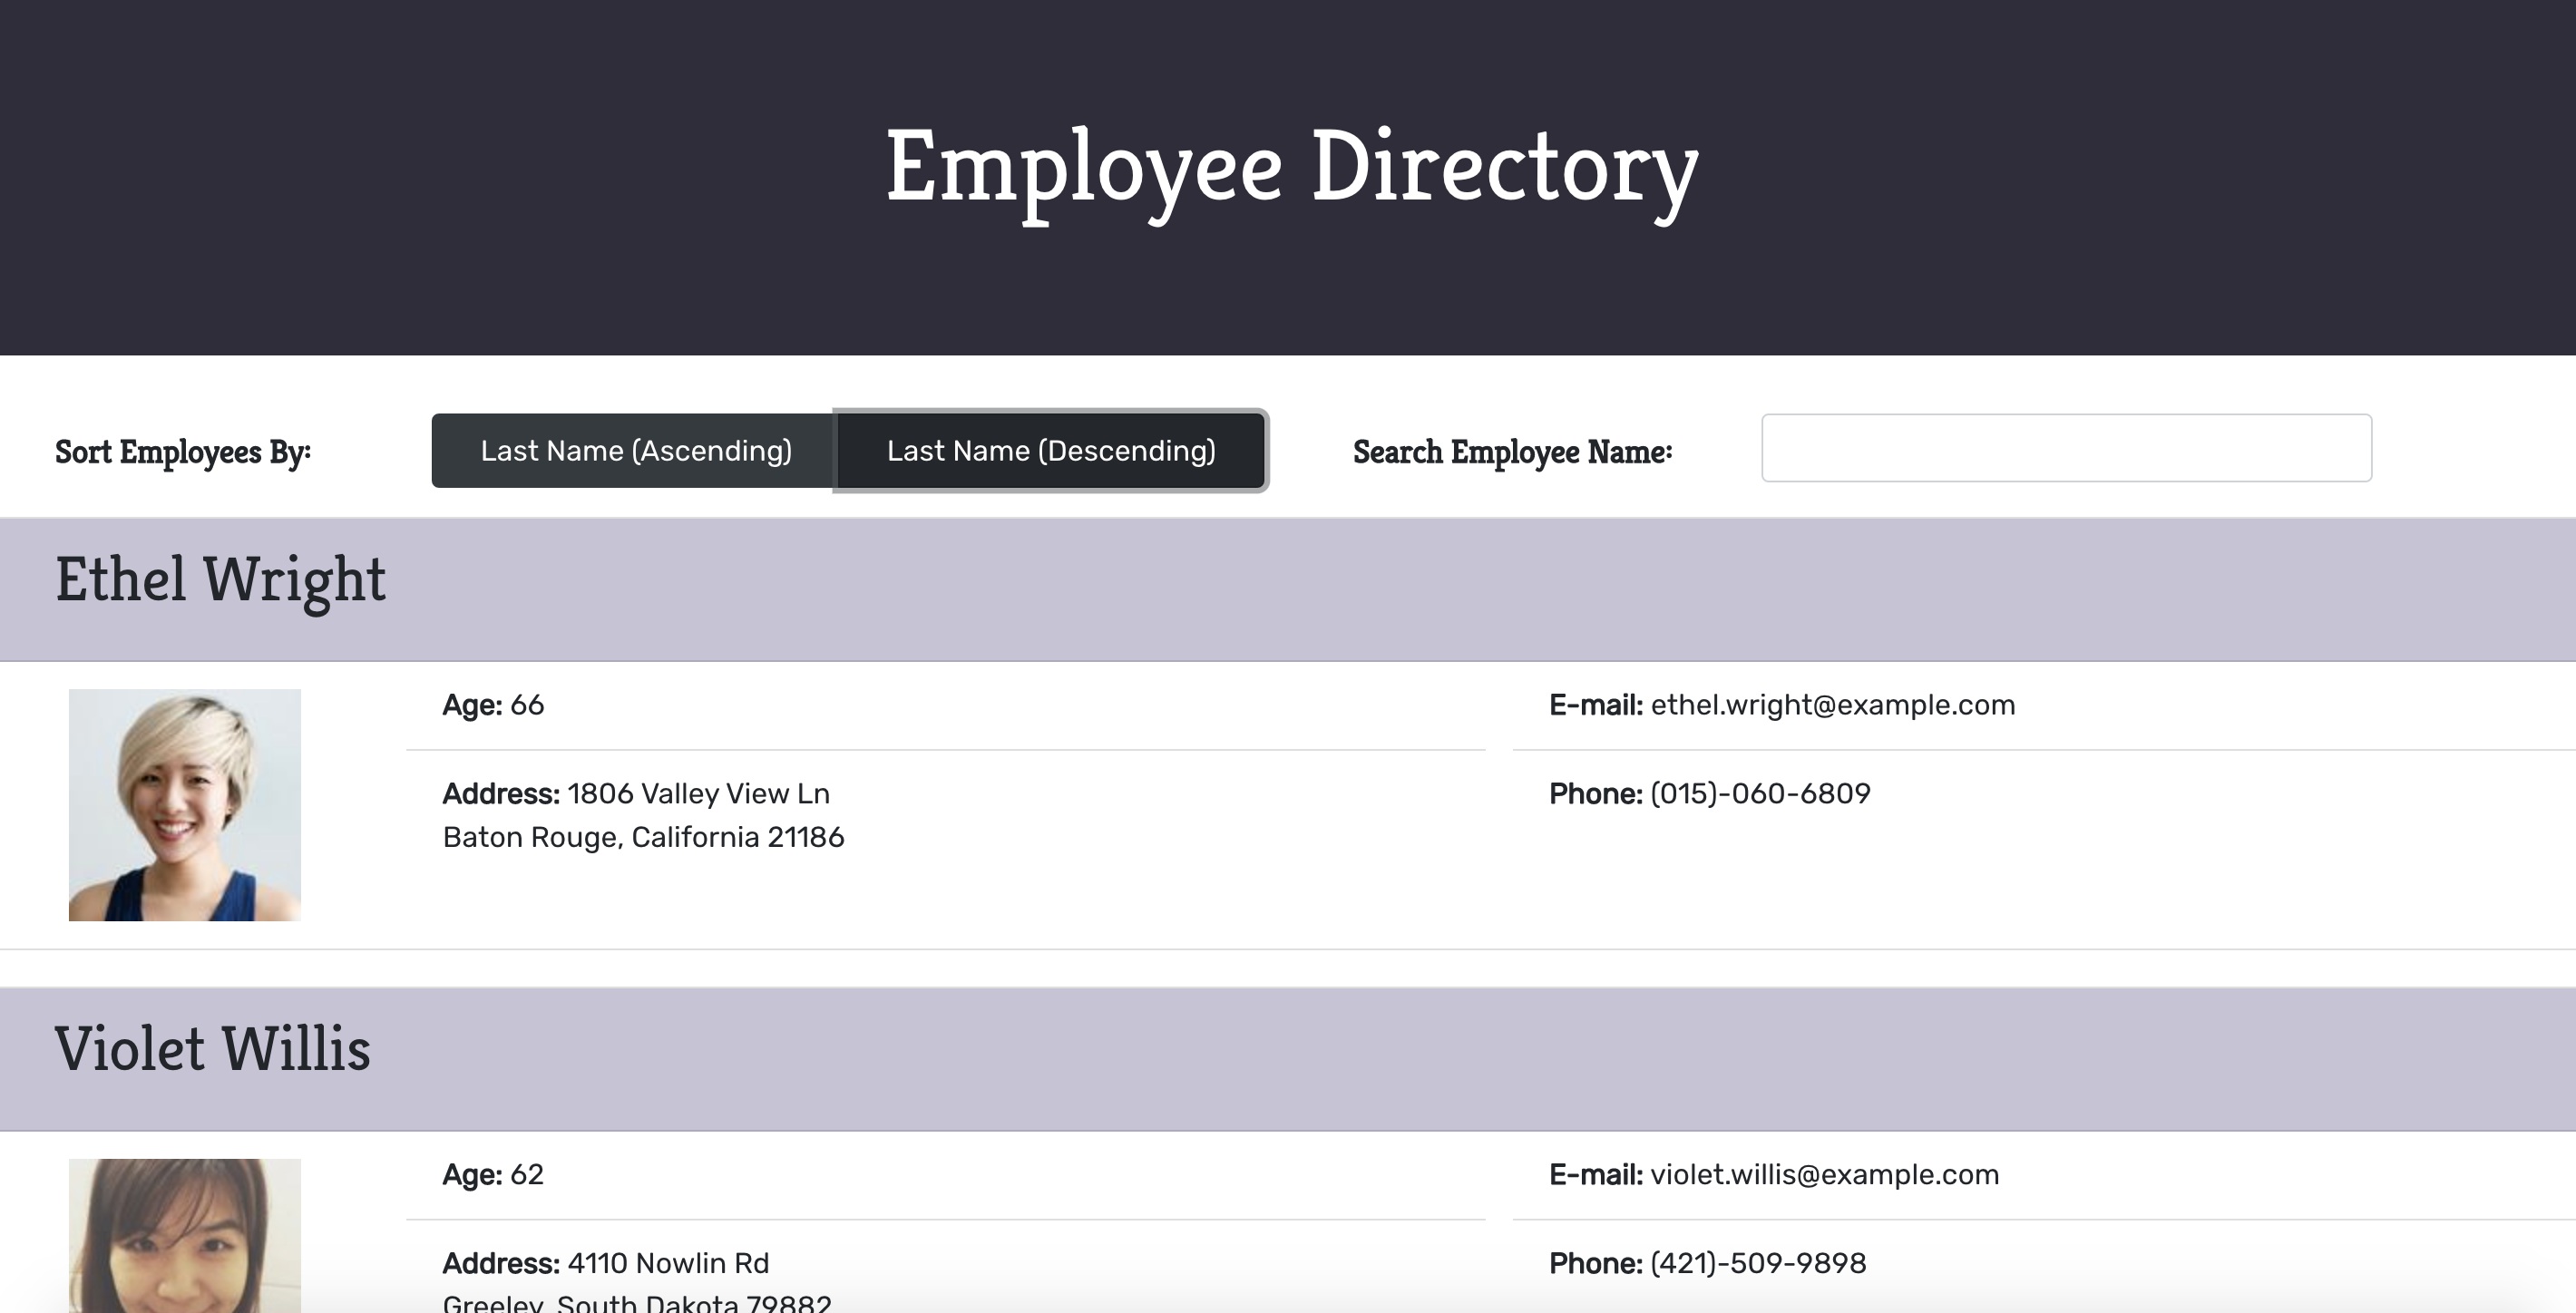 Employee Directory
Sort Employees By:
Last Name (Ascending)
Last Name (Descending)
Search Employee Name:
Ethel Wright
Age: 66
E-mail: ethel.wright@example.com
Address: 1806 Valley View Ln
Baton Rouge, California 21186
Phone: (015)-060-6809
Violet Willis
Age: 62
E-mail: violet.willis@example.com
Address: 4110 Nowlin Rd
Greeley, South Dakota 79882
Phone: (421)-509-9898